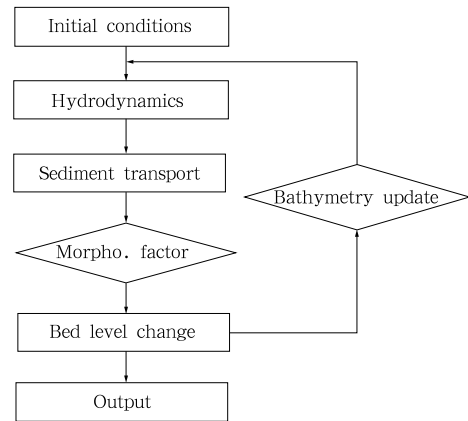 Initial conditions
Hydrodynamics
Sediment transport
Bathymetry update
Morpho. factor
Bed level change
Output